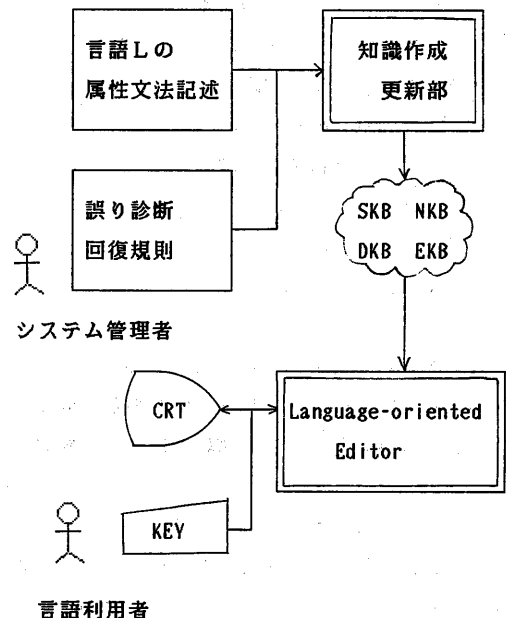 言語Lの
属性文法記述
知識作成
更新部
誤り診断
回復規則
SKB NKB
DKB EKB
システム管理者
CRT
Language-oriented
Editor
KEY
言語利用者